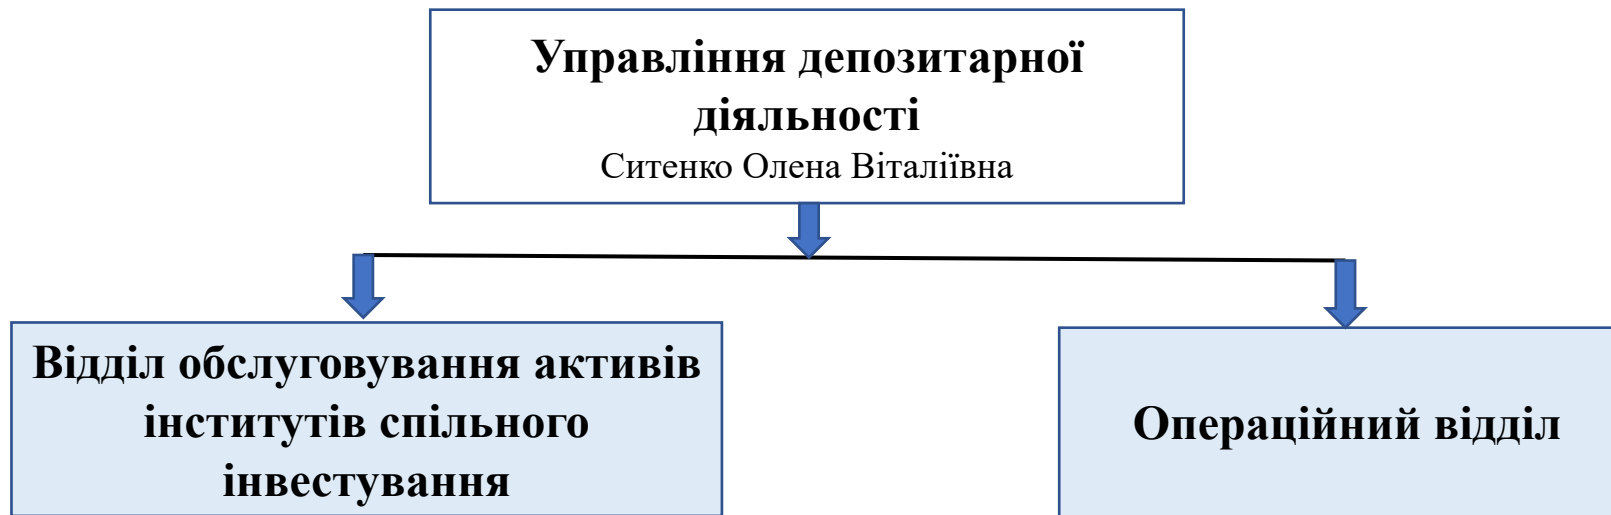 Управління депозитарної
діяльності
Ситенко Олена Віталіївна
Відділ обслуговування активів
інститутів спільного
інвестування
Операційний відділ